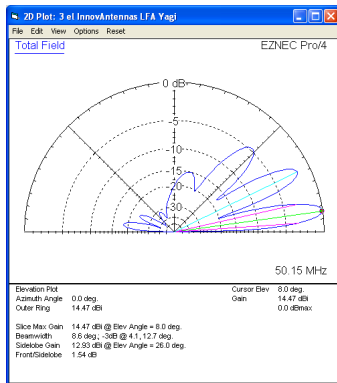 2D Plot: 3 el InnovAntennas LFA Yagi
File Edit View Options Reset
Total Field
EZNEC Pro/4
0 dB
-5
-10
-15
-20
-30
50.15 MHz
Elevation Plot
Azimuth Angle 0.0 deg.
Outer Ring 14.47 dBi
Cursor Elev 8.0 deg.
Gain 14.47 dBi
0.0 dBmax
Slice Max Gain 14.47 dBi @ Elev Angle = 8.0 deg.
Beamwidth 8.6 deg.; -3dB @ 4.1, 12.7 deg.
Sidelobe Gain 12.93 dBi @ Elev Angle = 26.0 deg.
Front/Sidelobe 1.54 dB